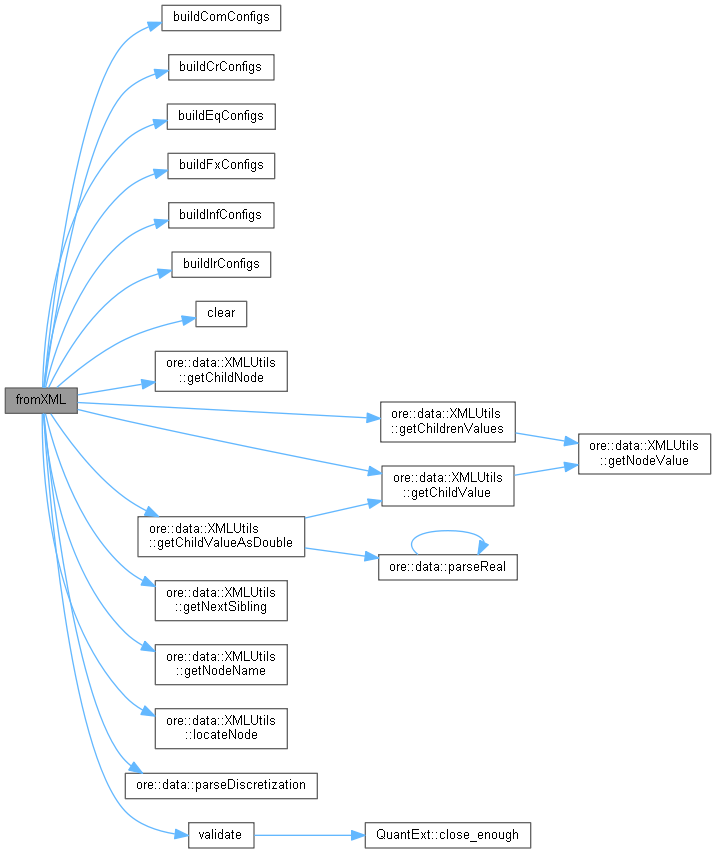 buildComConfigs
buildCrConfigs
buildEqConfigs
buildFxConfigs
buildInfConfigs
buildIrConfigs
clear
ore::data::XMLUtils
::getChildNode
fromXML
ore::data::XMLUtils
::getChildrenValues
ore::data::XMLUtils
::getNodeValue
ore::data::XMLUtils
::getChildValue
ore::data::XMLUtils
::getChildValueAsDouble
ore::data::parseReal
ore::data::XMLUtils
::getNextSibling
ore::data::XMLUtils
::getNodeName
ore::data::XMLUtils
::locateNode
ore::data::parseDiscretization
validate
QuantExt::close_enough